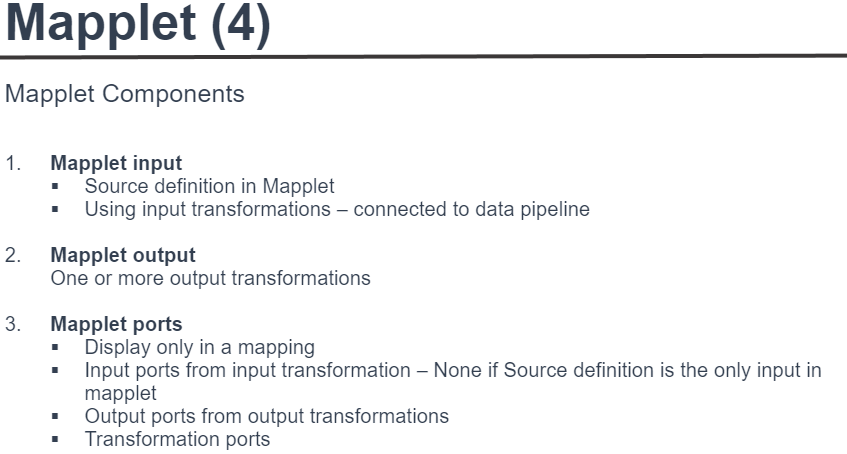 Mapplet (4)
Mapplet Components
1. Mapplet input
▪ Source definition in Mapplet
▪ Using input transformations – connected to data pipeline
2. Mapplet output
One or more output transformations
3. Mapplet ports
▪ Display only in a mapping
▪ Input ports from input transformation – None if Source definition is the only input in
mapplet
▪ Output ports from output transformations
▪ Transformation ports